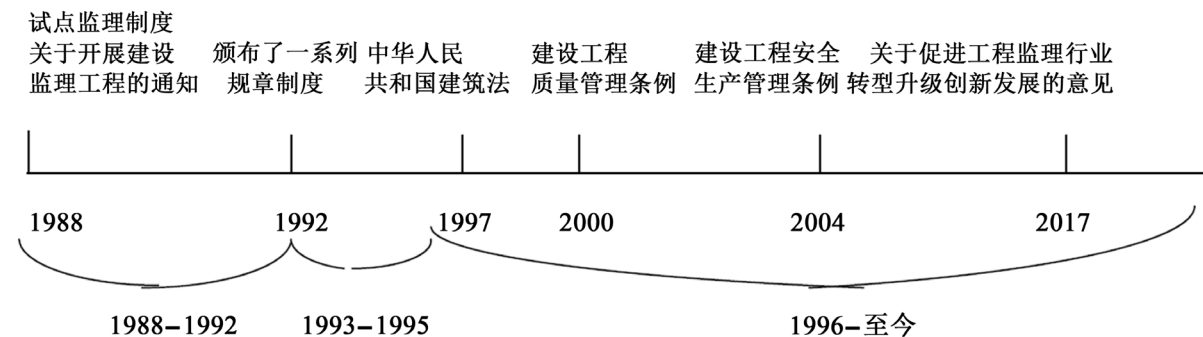 试点监理制度
关于开展建设
监理工程的通知
颁布了一系列
规章制度
中华人民
共和国建筑法
建设工程
质量管理条例
建设工程安全
生产管理条例
关于促进工程监理行业
转型升级创新发展的意见
1988
1992
1997
2000
2004
2017
1988-1992
1993-1995
1996-至今